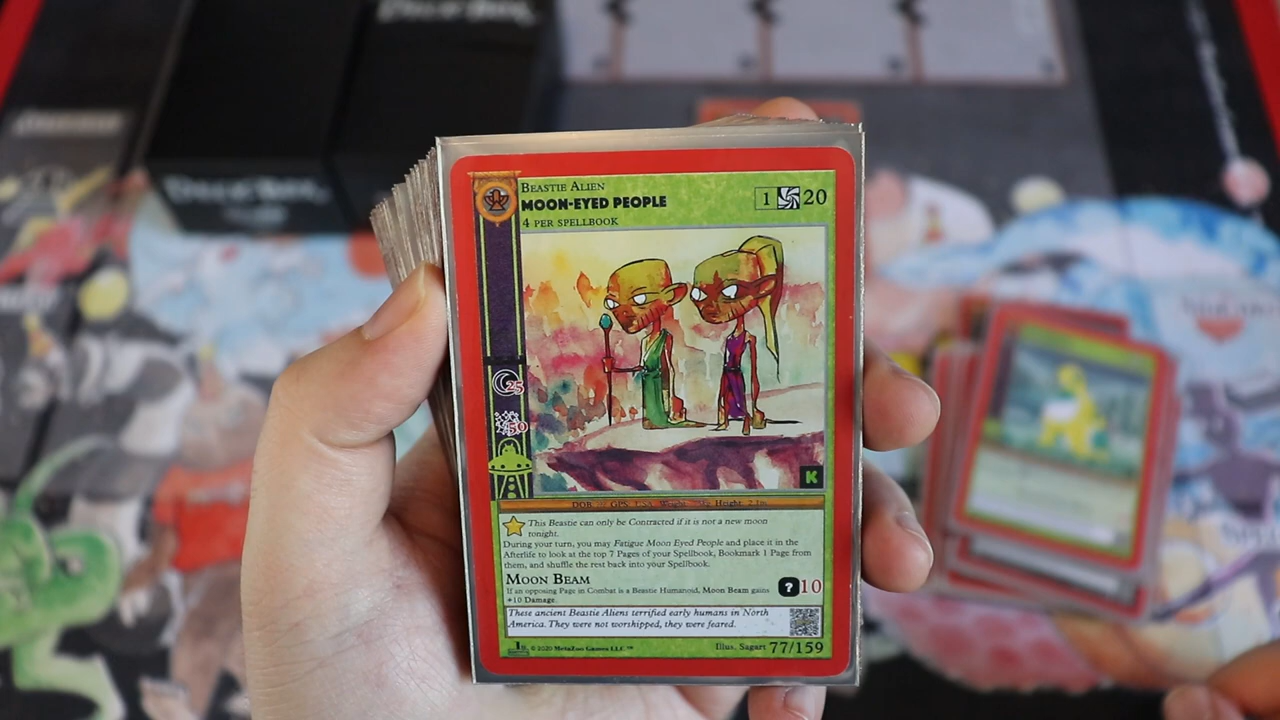 BEASTIE ALIEN
MOON-EYED PEOPLE
1 20
4 PER SPELLBOOK
25
50
K
This Beastie can only be Contracted if it is not a new moon
tonight.
During your turn, you may Fatigue Moon Eyed People and place it in the
Afterlife to look at the top 7 Pages of your Spellbook, Bookmark 1 Page from
them, and shuffle the rest back into your Spellbook.
MOON BEAM
? 10
If an opposing Page in Combat is a Beastie Humanoid, Moon Beam gains
+10 Damage.
These ancient Beastie Aliens terrified early humans in North
America. They were not worshipped, they were feared.
© 2020 METAZOO GAMES LLC.™
ILLUS. SAGART 77/159